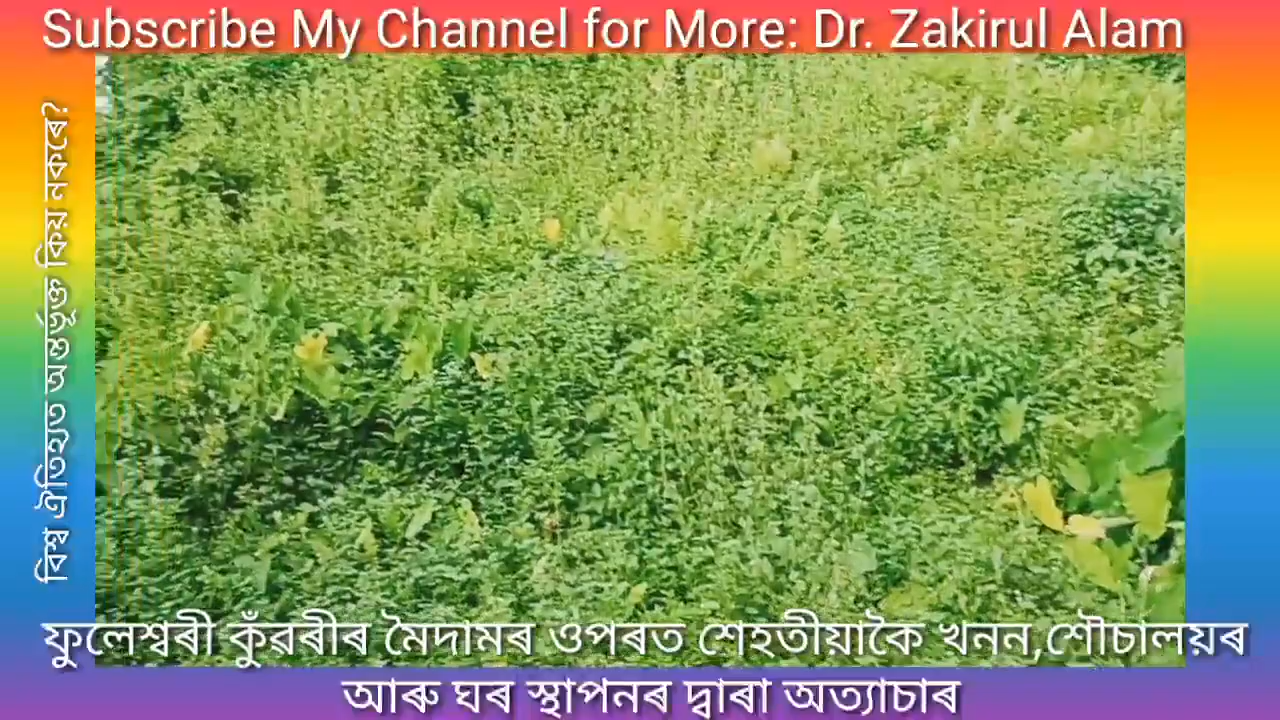 Subscribe My Channel for More: Dr. Zakirul Alam
বিশ্ব ঐতিহ্যত অন্তৰ্ভূক্ত কিয় নকৰে?
ফুলেশ্বৰী কুঁৱৰীৰ মৈদামৰ ওপৰত শেহতীয়াকৈ খনন,শৌচালয়ৰ
আৰু ঘৰ স্থাপনৰ দ্বাৰা অত্যাচাৰ